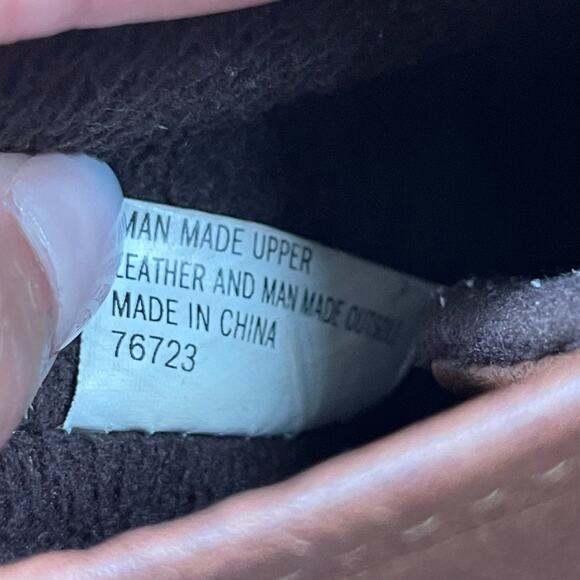 MAN MADE UPPER
LEATHER AND MAN MADE OUTSOLE
MADE IN CHINA
76723